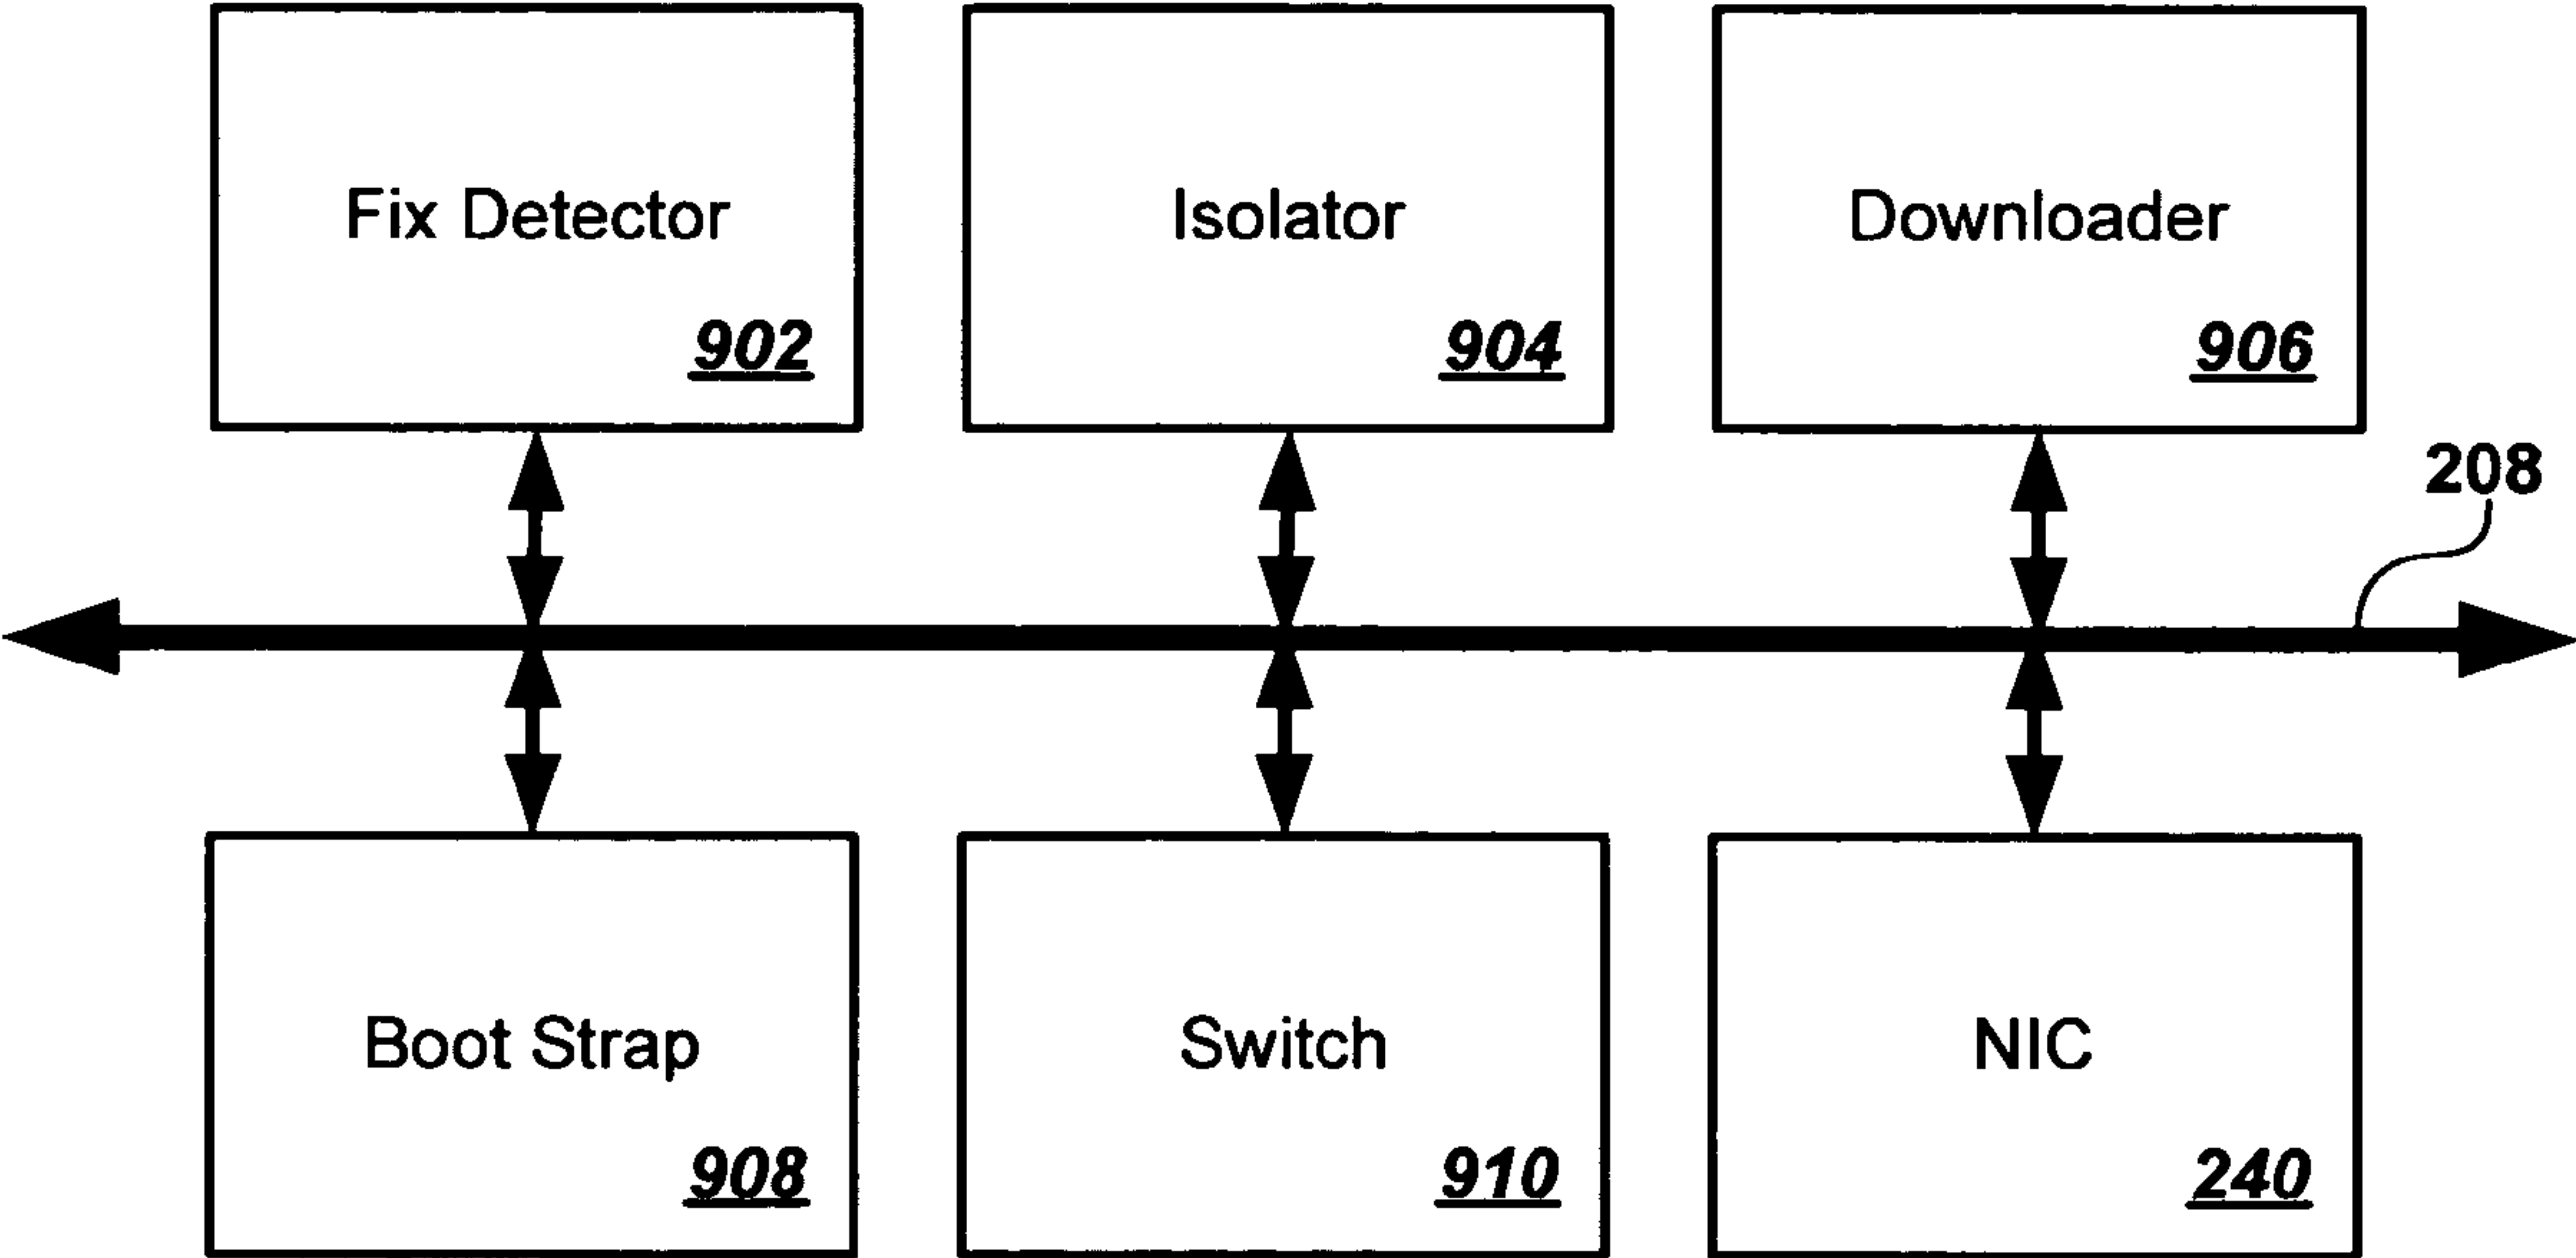 Fix Detector
902
Isolator
904
Downloader
906
208
Boot Strap
908
Switch
910
NIC
240